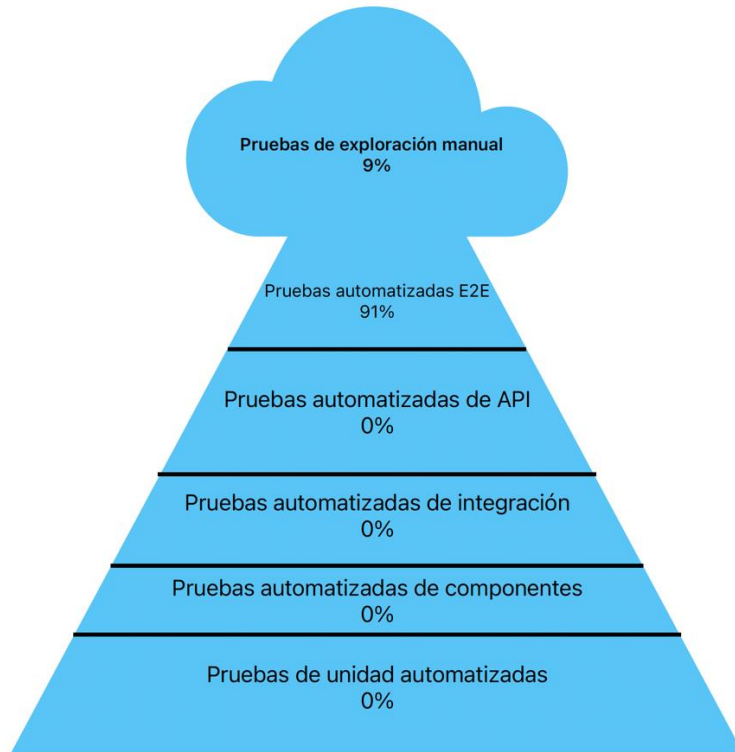 Pruebas de exploración manual
9%
Pruebas automatizadas E2E
91%
Pruebas automatizadas de API
0%
Pruebas automatizadas de integración
0%
Pruebas automatizadas de componentes
0%
Pruebas de unidad automatizadas
0%